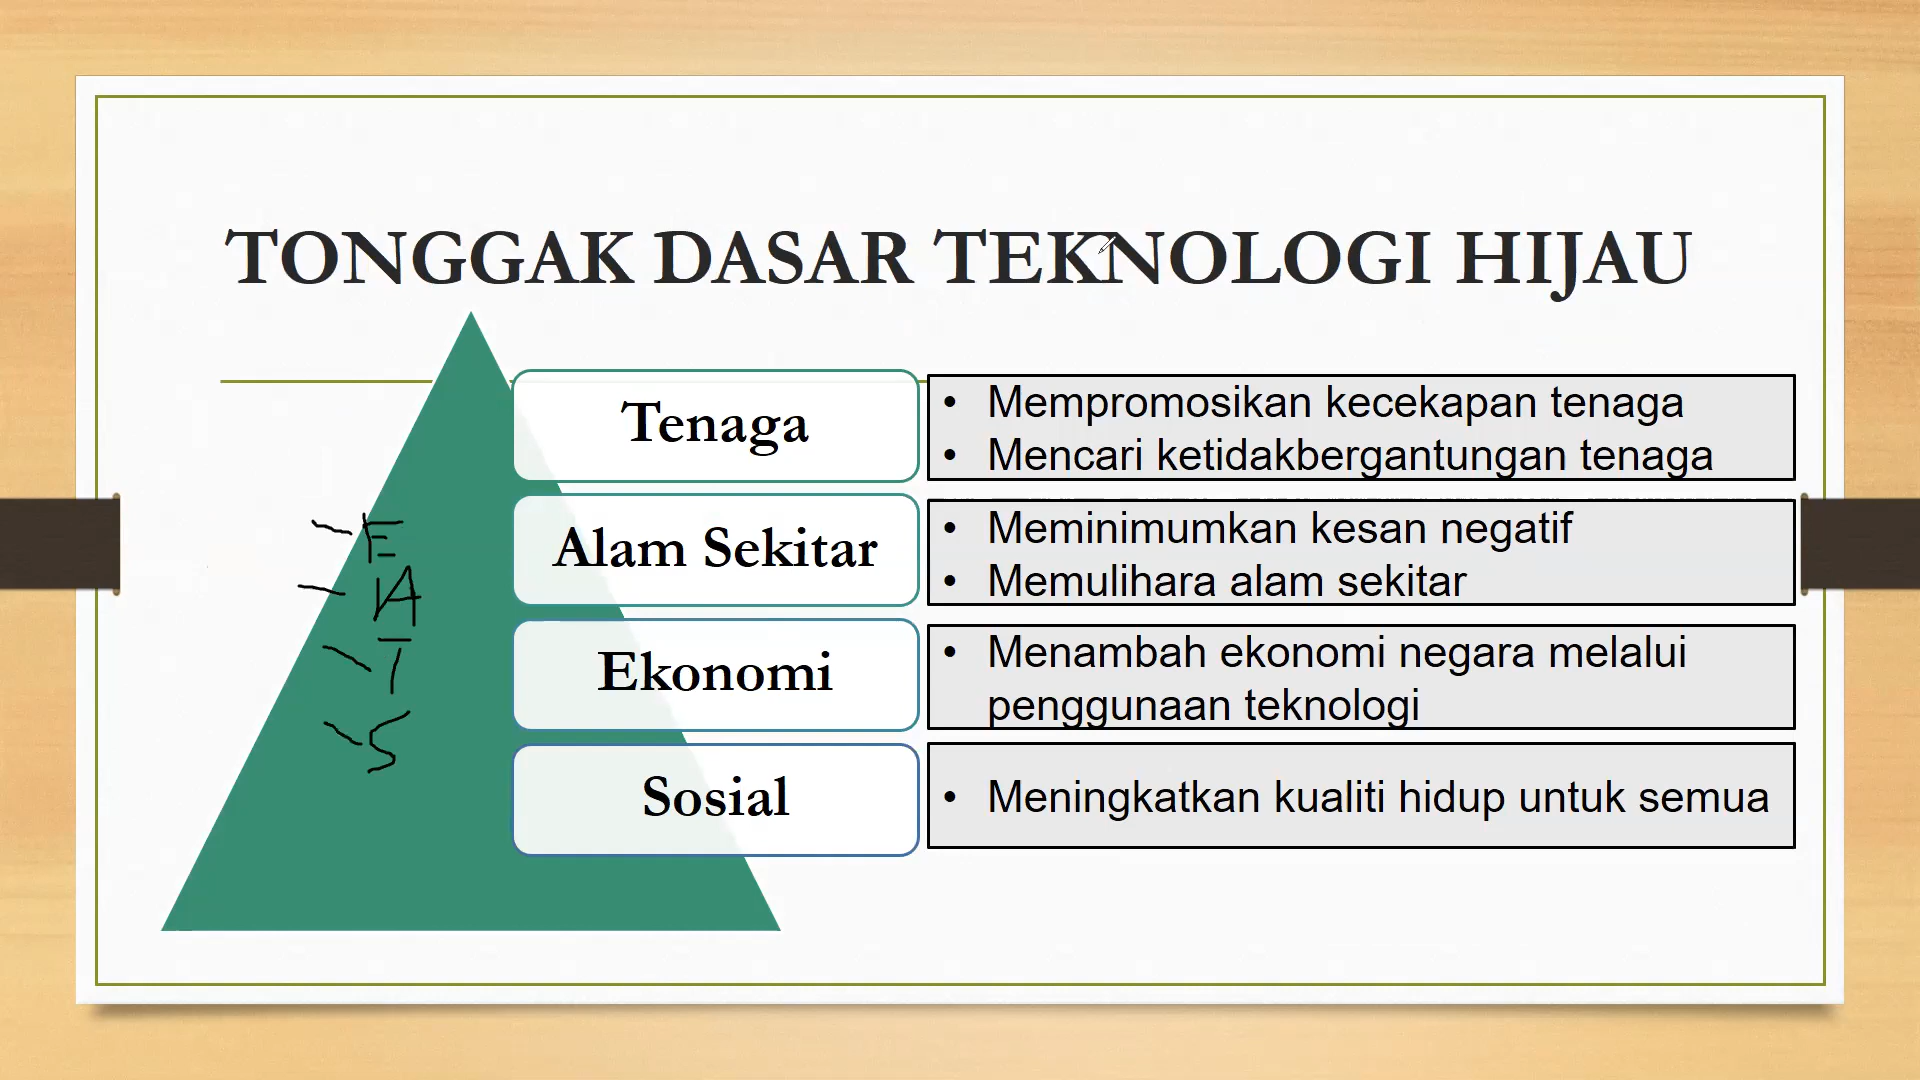 TONGGAK DASAR TEKNOLOGI HIJAU
Tenaga
• Mempromosikan kecekapan tenaga
• Mencari ketidakbergantungan tenaga
Alam Sekitar
• Meminimumkan kesan negatif
• Memulihara alam sekitar
Ekonomi
• Menambah ekonomi negara melalui
penggunaan teknologi
Sosial
• Meningkatkan kualiti hidup untuk semua
E
A
T
S